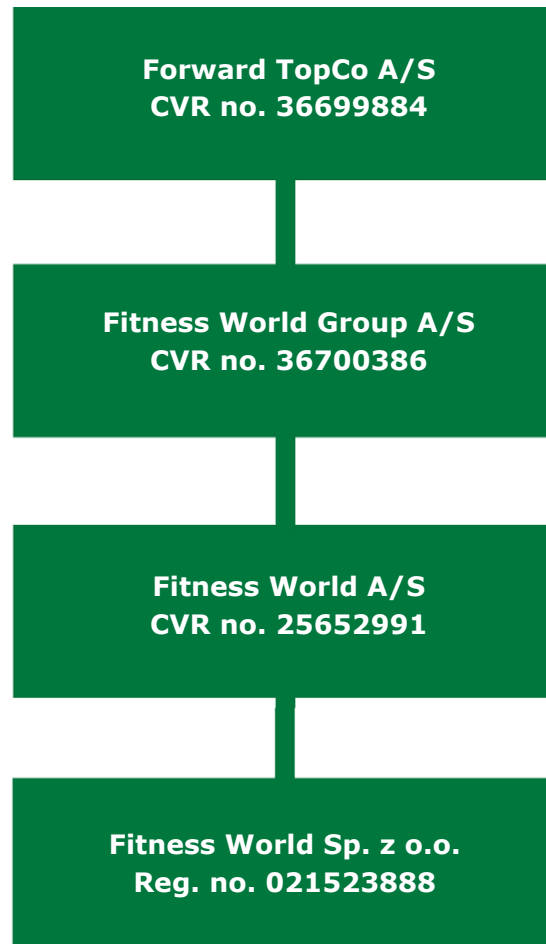 Forward TopCo A/S
CVR no. 36699884
Fitness World Group A/S
CVR no. 36700386
Fitness World A/S
CVR no. 25652991
Fitness World Sp. z o.o.
Reg. no. 021523888